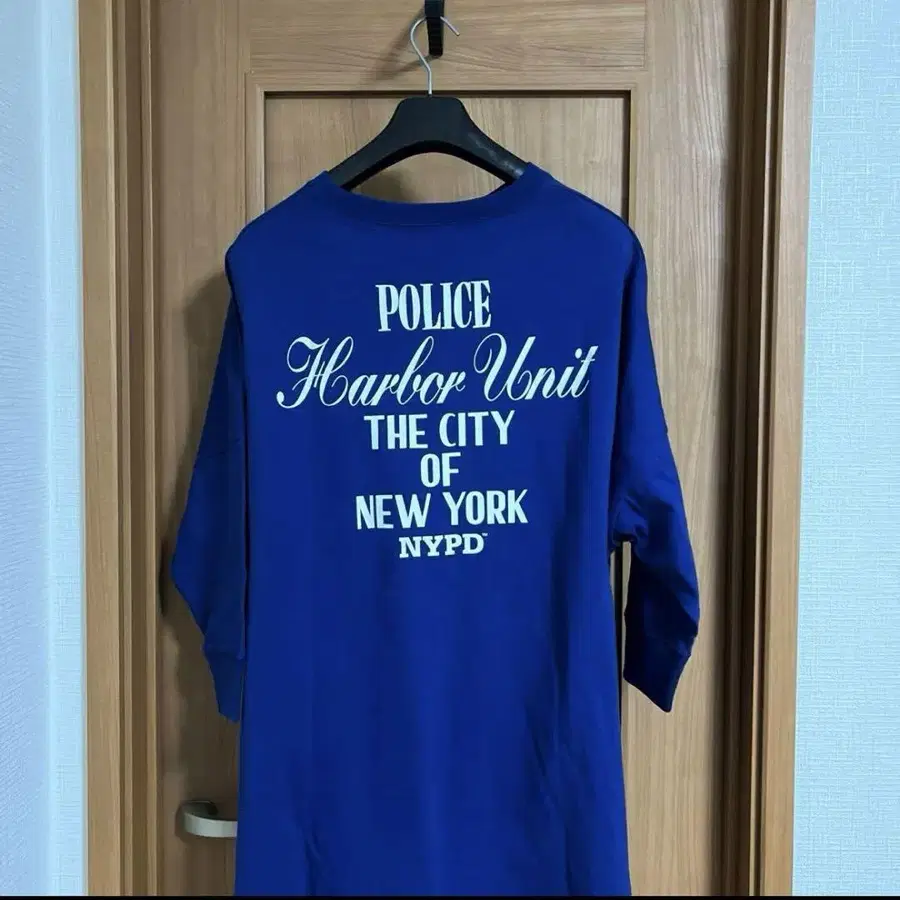 POLICE
Harbor Unit
THE CITY
OF
NEW YORK
NYPD™